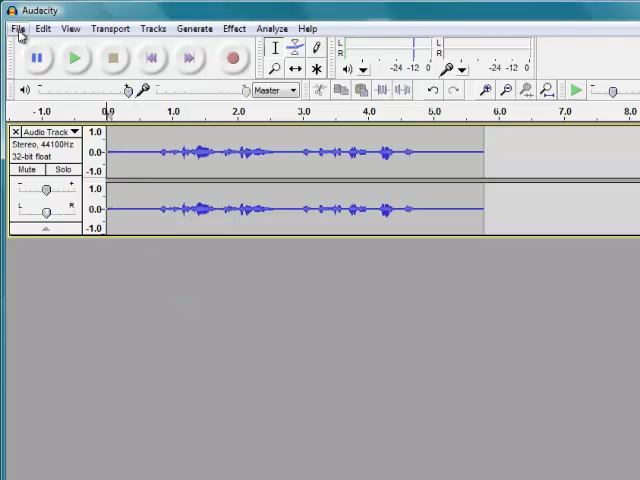 Audacity
File Edit View Transport Tracks Generate Effect Analyze Help
L
R
-24 -12 0
L
R
-24 -12 0
Master
-1.0 0.0 1.0 2.0 3.0 4.0 5.0 6.0 7.0 8.0
Audio Track
Stereo, 44100Hz
32-bit float
Mute Solo
- +
L R
1.0
0.0-
-1.0
1.0
0.0-
-1.0